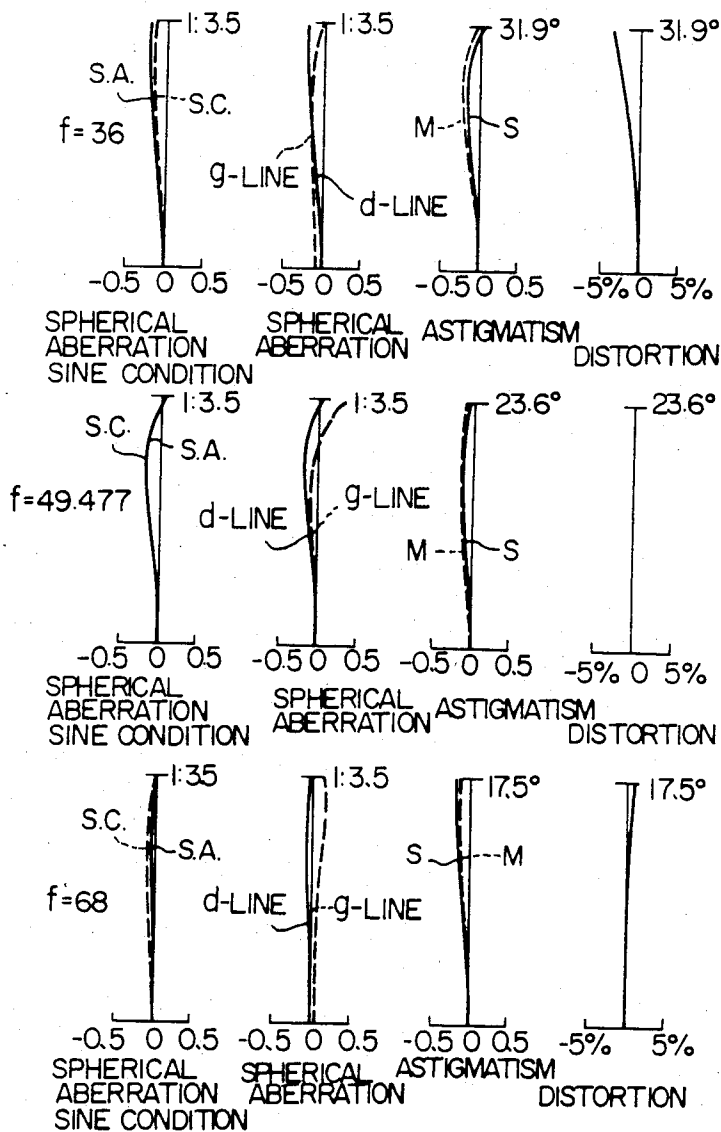 1:3.5 1:3.5 31.9° 31.9°
S.A. S.C. M S
f=36 g-LINE d-LINE
-0.5 0 0.5 -0.5 0 0.5 -0.5 0 0.5 -5% 0 5%
SPHERICAL ABERRATION SINE CONDITION
SPHERICAL ABERRATION
ASTIGMATISM
DISTORTION
1:3.5 1:3.5 23.6° 23.6°
S.C. S.A.
f=49.477 d-LINE g-LINE M S
-0.5 0 0.5 -0.5 0 0.5 -0.5 0 0.5 -5% 0 5%
SPHERICAL ABERRATION SINE CONDITION
SPHERICAL ABERRATION
ASTIGMATISM
DISTORTION
1:3.5 1:3.5 17.5° 17.5°
S.C. S.A. S M
f=68 d-LINE g-LINE
-0.5 0 0.5 -0.5 0 0.5 -0.5 0 0.5 -5% 0 5%
SPHERICAL ABERRATION SINE CONDITION
SPHERICAL ABERRATION
ASTIGMATISM
DISTORTION